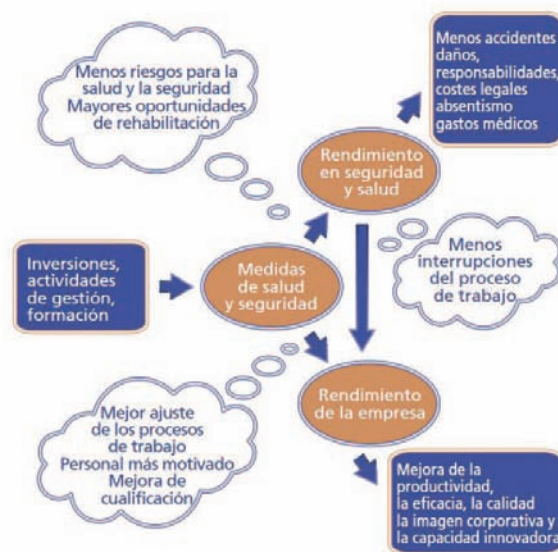 Menos accidentes
daños,
responsabilidades,
costes legales
absentismo
gastos médicos
Menos riesgos para la
salud y la seguridad
Mayores oportunidades
de rehabilitación
Rendimiento
en seguridad
y salud
Menos
interrupciones
del proceso
de trabajo
Inversiones,
actividades
de gestión,
formación
Medidas
de salud
y seguridad
Mejor ajuste
de los procesos
de trabajo
Personal más motivado
Mejora de
cualificación
Rendimiento
de la empresa
Mejora de la
productividad,
la eficacia, la calidad
la imagen corporativa y
la capacidad innovadora